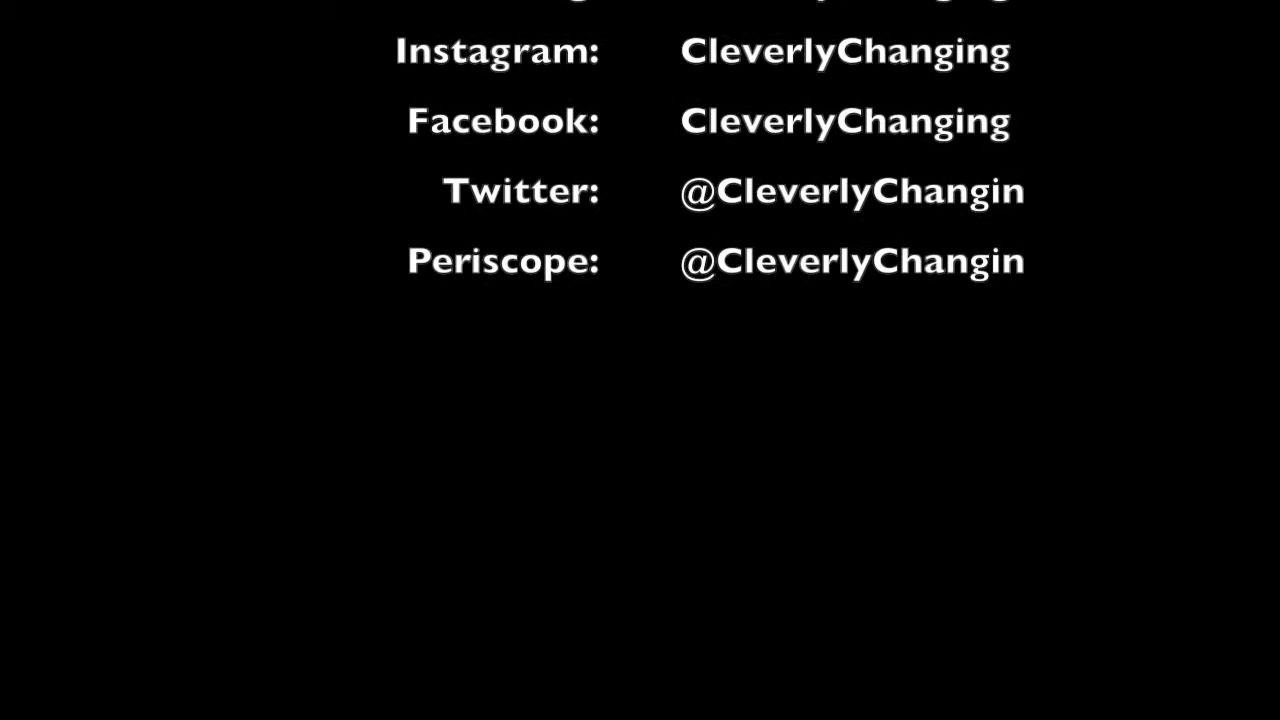 Instagram: CleverlyChanging
Facebook: CleverlyChanging
Twitter: @CleverlyChangin
Periscope: @CleverlyChangin